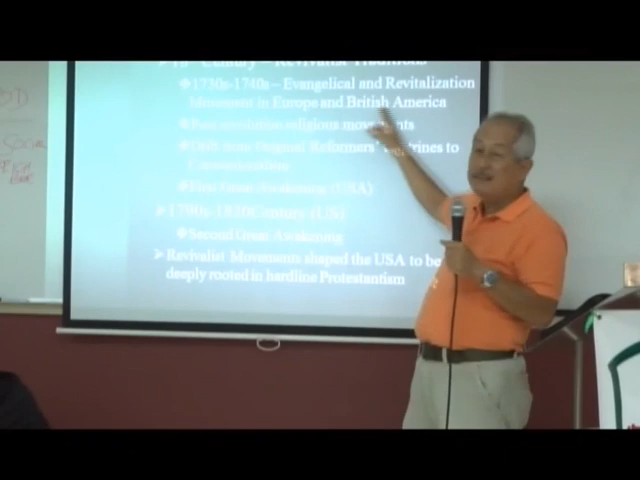 Century – Revivalist Traditions
1730s-1740s – Evangelical and Revitalization
Movement in Europe and British America
religious movements
Original Reformers' Doctrines to
First Great Awakening (USA)
1790s- Century (US)
Second Great Awakening
Revivalist Movements shaped the USA to be
deeply rooted in hardline Protestantism